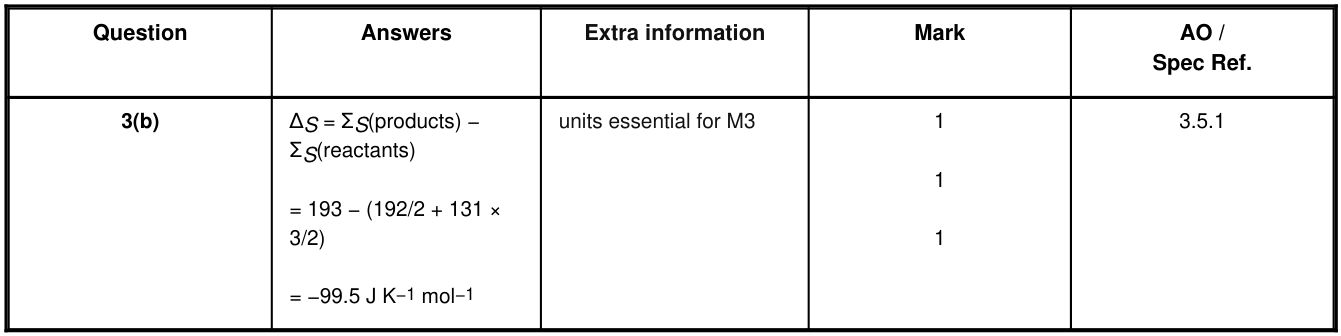 Question Answers Extra information Mark AO /
Spec Ref.
3(b) ΔS = ΣS(products) − units essential for M3 1 3.5.1
ΣS(reactants)
1
= 193 − (192/2 + 131 ×
3/2) 1
= −99.5 J K⁻¹ mol⁻¹